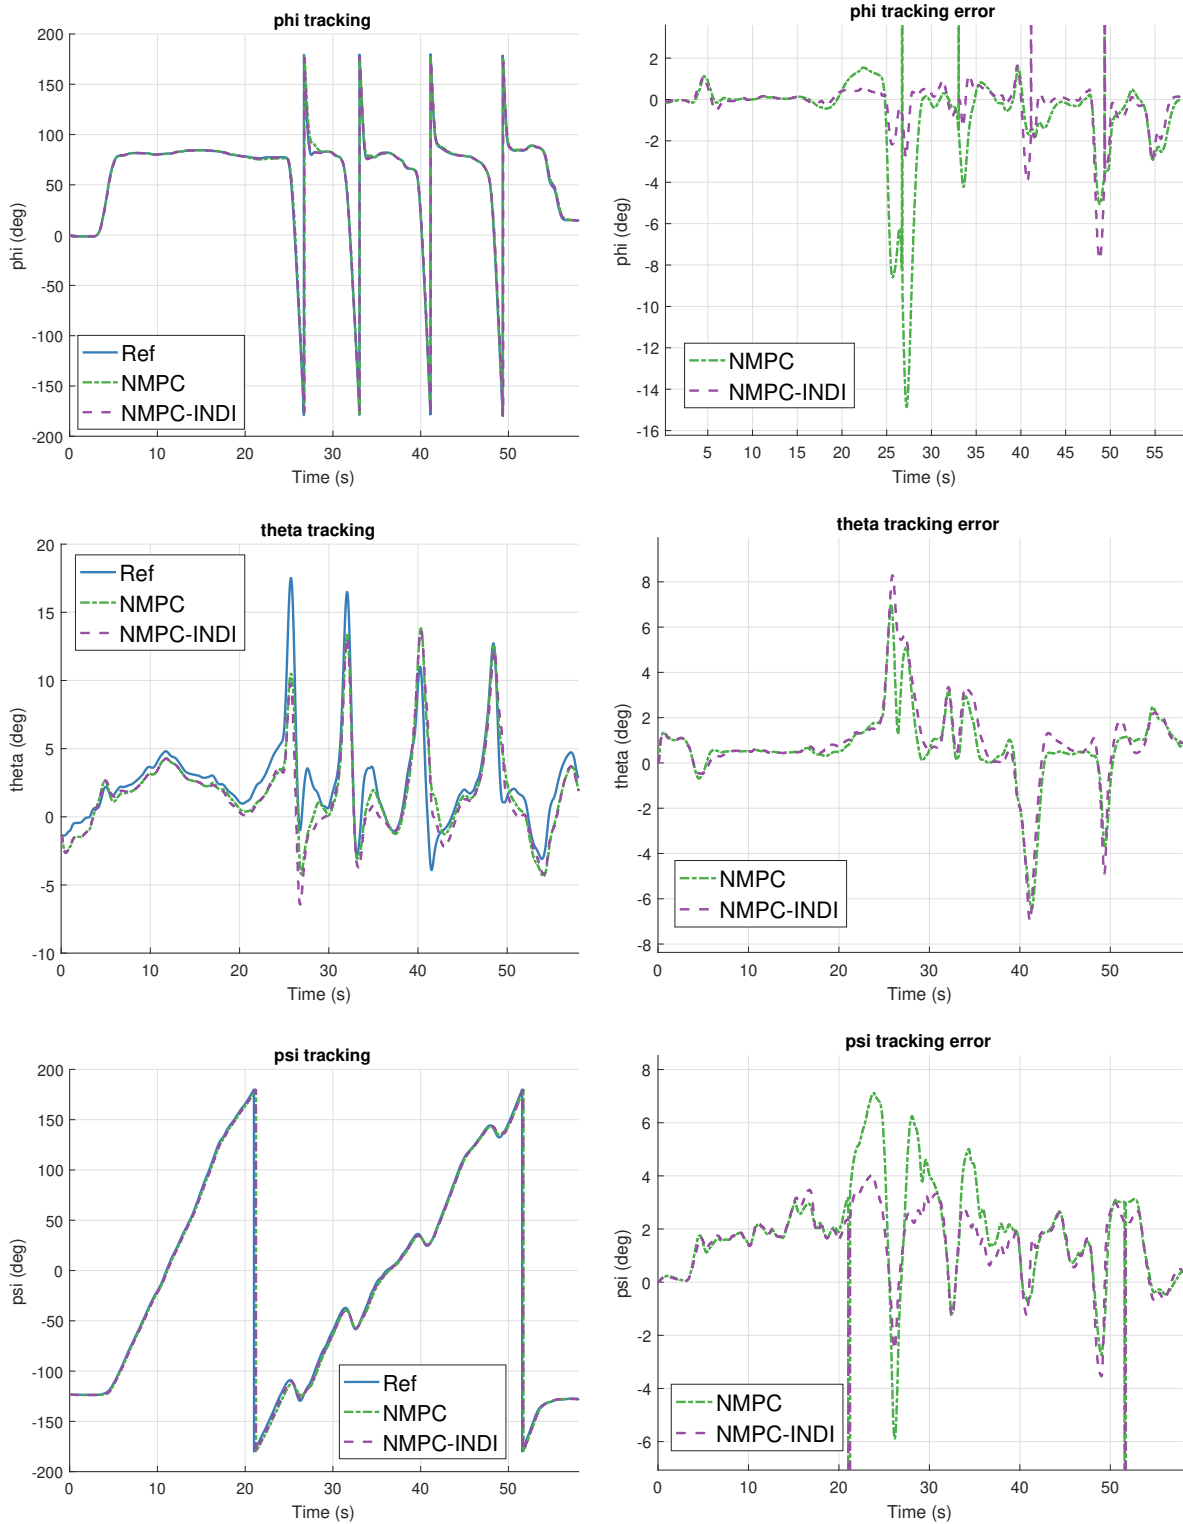 phi tracking
200
150
100
50
0
-50
-100
-150
-200
phi (deg)
Ref
NMPC
NMPC-INDI
0
10
20
30
40
50
Time (s)
phi tracking error
2
0
-2
-4
-6
-8
-10
-12
-14
-16
phi (deg)
NMPC
NMPC-INDI
5
10
15
20
25
30
35
40
45
50
55
Time (s)
theta tracking
20
15
10
5
0
-5
-10
theta (deg)
Ref
NMPC
NMPC-INDI
0
10
20
30
40
50
Time (s)
theta tracking error
8
6
4
2
0
-2
-4
-6
-8
theta (deg)
NMPC
NMPC-INDI
0
10
20
30
40
50
Time (s)
psi tracking
200
150
100
50
0
-50
-100
-150
-200
psi (deg)
Ref
NMPC
NMPC-INDI
0
10
20
30
40
50
Time (s)
psi tracking error
8
6
4
2
0
-2
-4
-6
psi (deg)
NMPC
NMPC-INDI
0
10
20
30
40
50
Time (s)